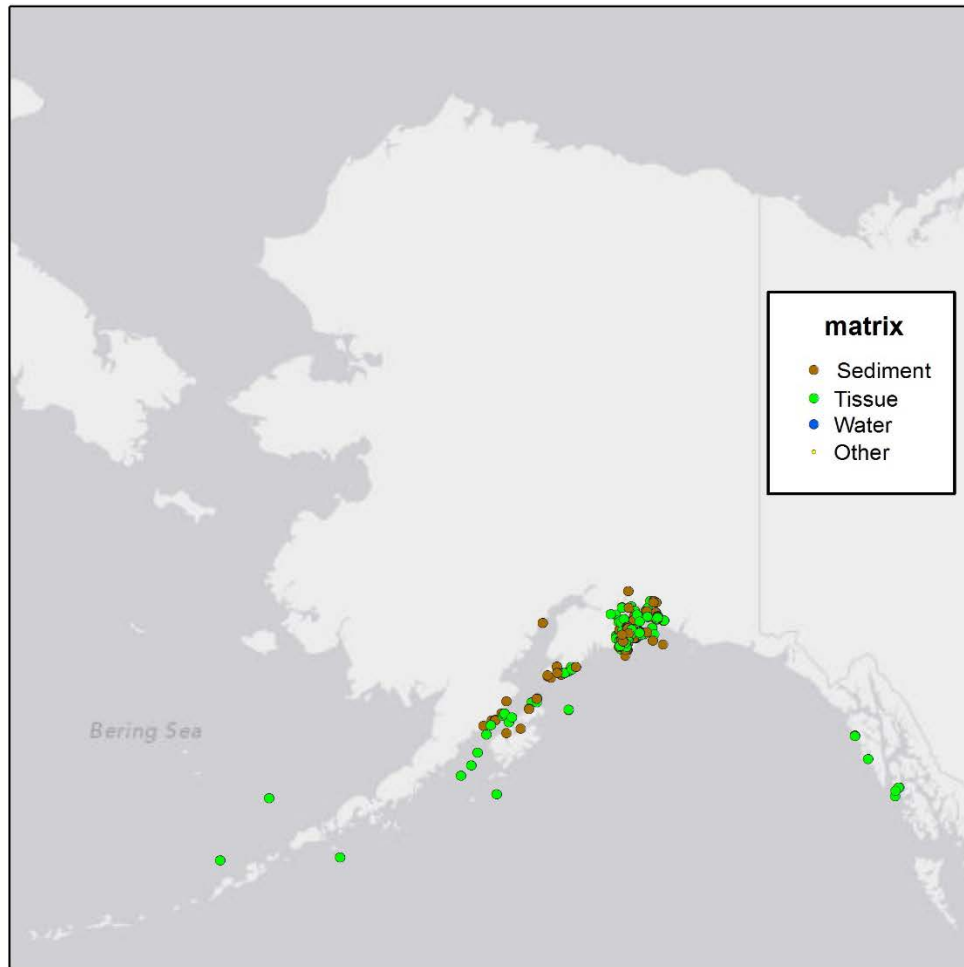 matrix
Sediment
Tissue
Water
Other
Bering Sea